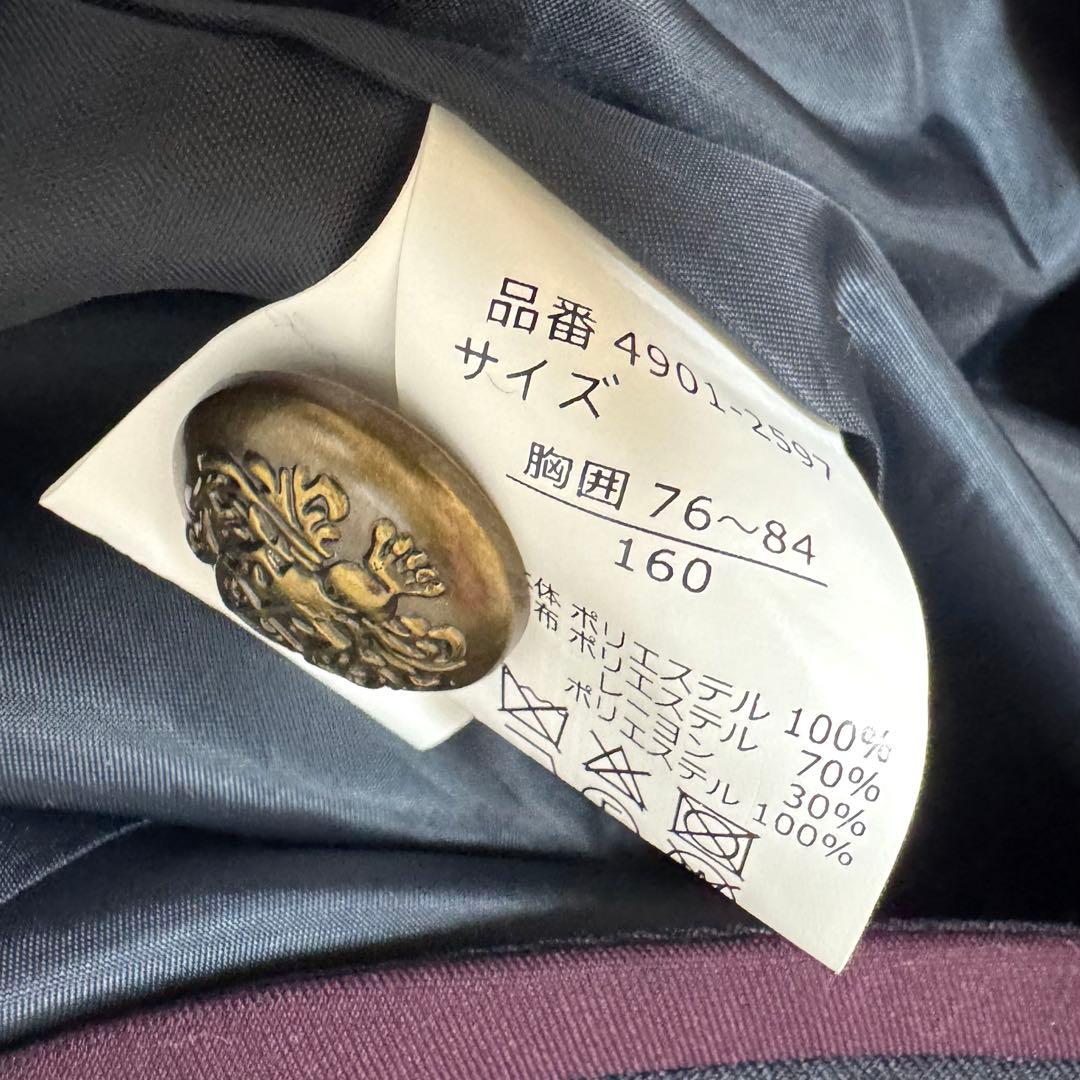 品番 4901-2597
サイズ
胸囲 76～84
160
体 ポリエステル 100%
布 ポリエステル 70%
レーヨン 30%
ポリエステル 100%